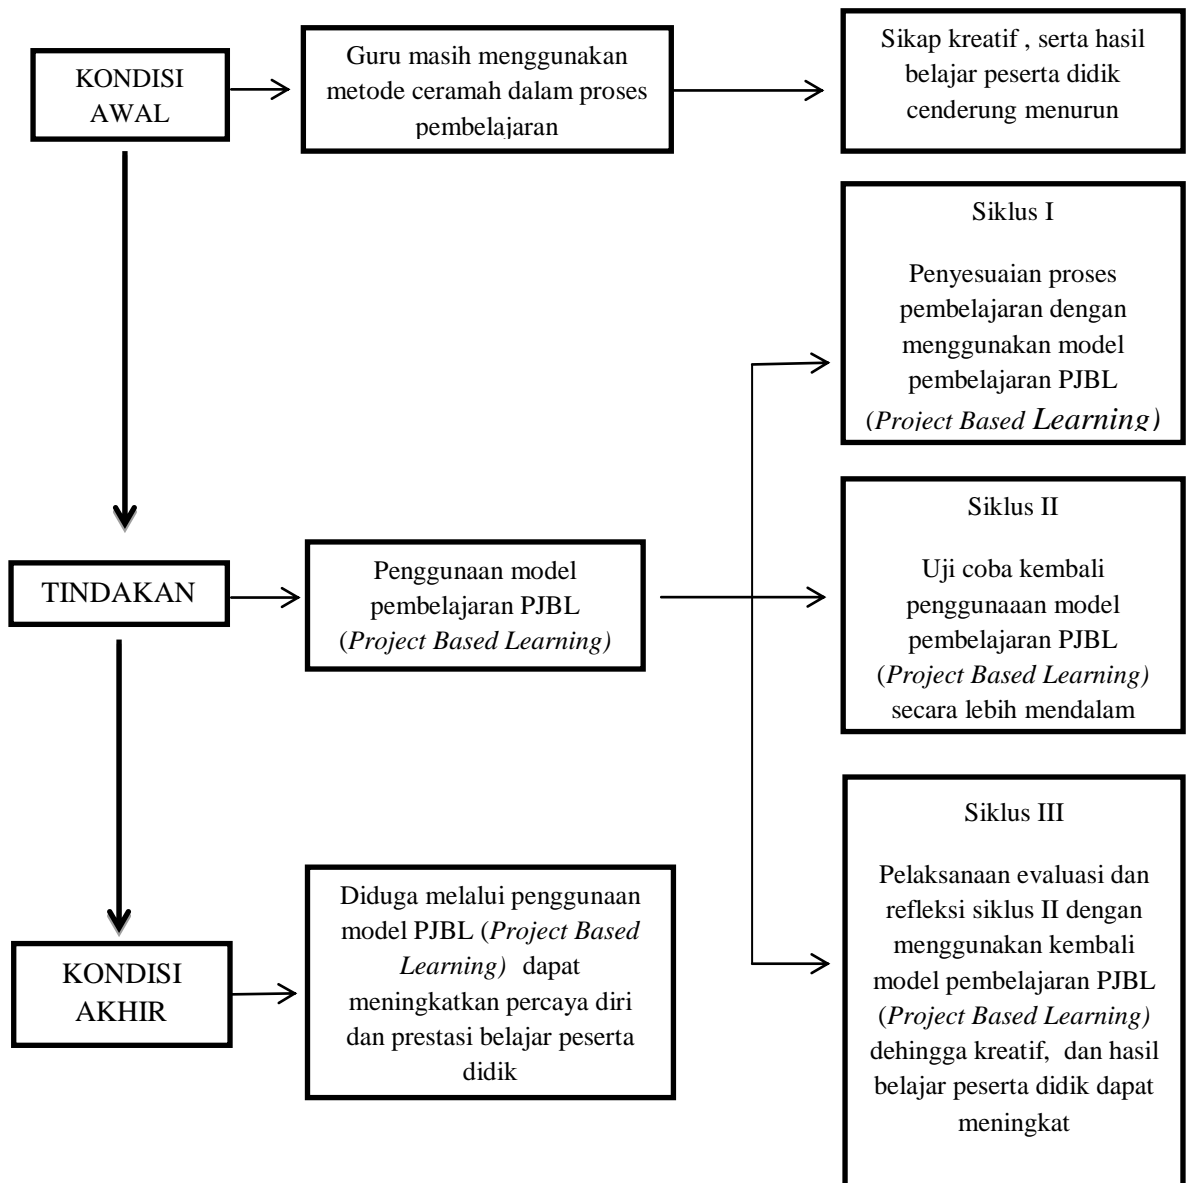 KONDISI
AWAL
Guru masih menggunakan
metode ceramah dalam proses
pembelajaran
Sikap kreatif , serta hasil
belajar peserta didik
cenderung menurun
Siklus I
Penyesuaian proses
pembelajaran dengan
menggunakan model
pembelajaran PJBL
(Project Based Learning)
TINDAKAN
Penggunaan model
pembelajaran PJBL
(Project Based Learning)
Siklus II
Uji coba kembali
penggunaaan model
pembelajaran PJBL
(Project Based Learning)
secara lebih mendalam
Siklus III
Pelaksanaan evaluasi dan
refleksi siklus II dengan
menggunakan kembali
model pembelajaran PJBL
(Project Based Learning)
dehingga kreatif, dan hasil
belajar peserta didik dapat
meningkat
KONDISI
AKHIR
Diduga melalui penggunaan
model PJBL (Project Based
Learning) dapat
meningkatkan percaya diri
dan prestasi belajar peserta
didik